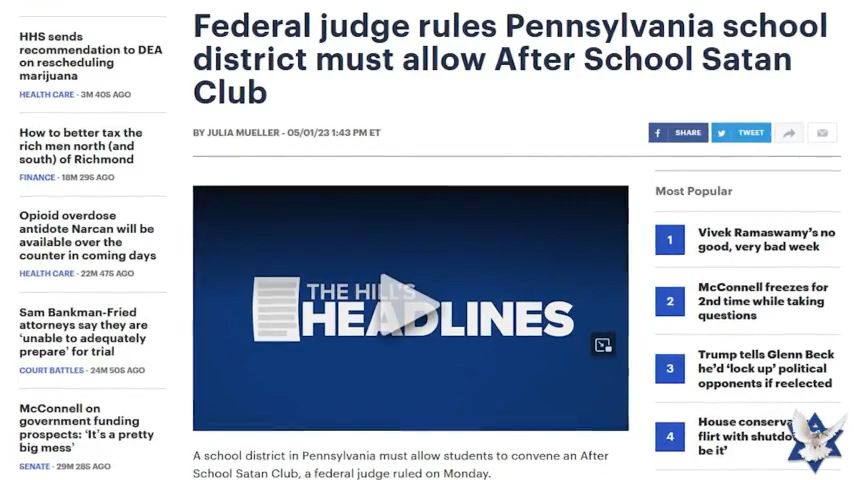 HHS sends
recommendation to DEA
on rescheduling
marijuana
HEALTH CARE - 3M 40S AGO
How to better tax the
rich men north (and
south) of Richmond
FINANCE - 18M 29S AGO
Opioid overdose
antidote Narcan will be
available over the
counter in coming days
HEALTH CARE - 22M 47S AGO
Sam Bankman-Fried
attorneys say they are
‘unable to adequately
prepare’ for trial
COURT BATTLES - 24M 50S AGO
McConnell on
government funding
prospects: ‘It’s a pretty
big mess’
SENATE - 29M 28S AGO
Federal judge rules Pennsylvania school
district must allow After School Satan
Club
BY JULIA MUELLER - 05/01/23 1:43 PM ET
f SHARE
TWEET
THE HILL'S
HEADLINES
A school district in Pennsylvania must allow students to convene an After
School Satan Club, a federal judge ruled on Monday.
Most Popular
1 Vivek Ramaswamy’s no
good, very bad week
2 McConnell freezes for
2nd time while taking
questions
3 Trump tells Glenn Beck
he’d ‘lock up’ political
opponents if reelected
4 House
flirt with
be it’